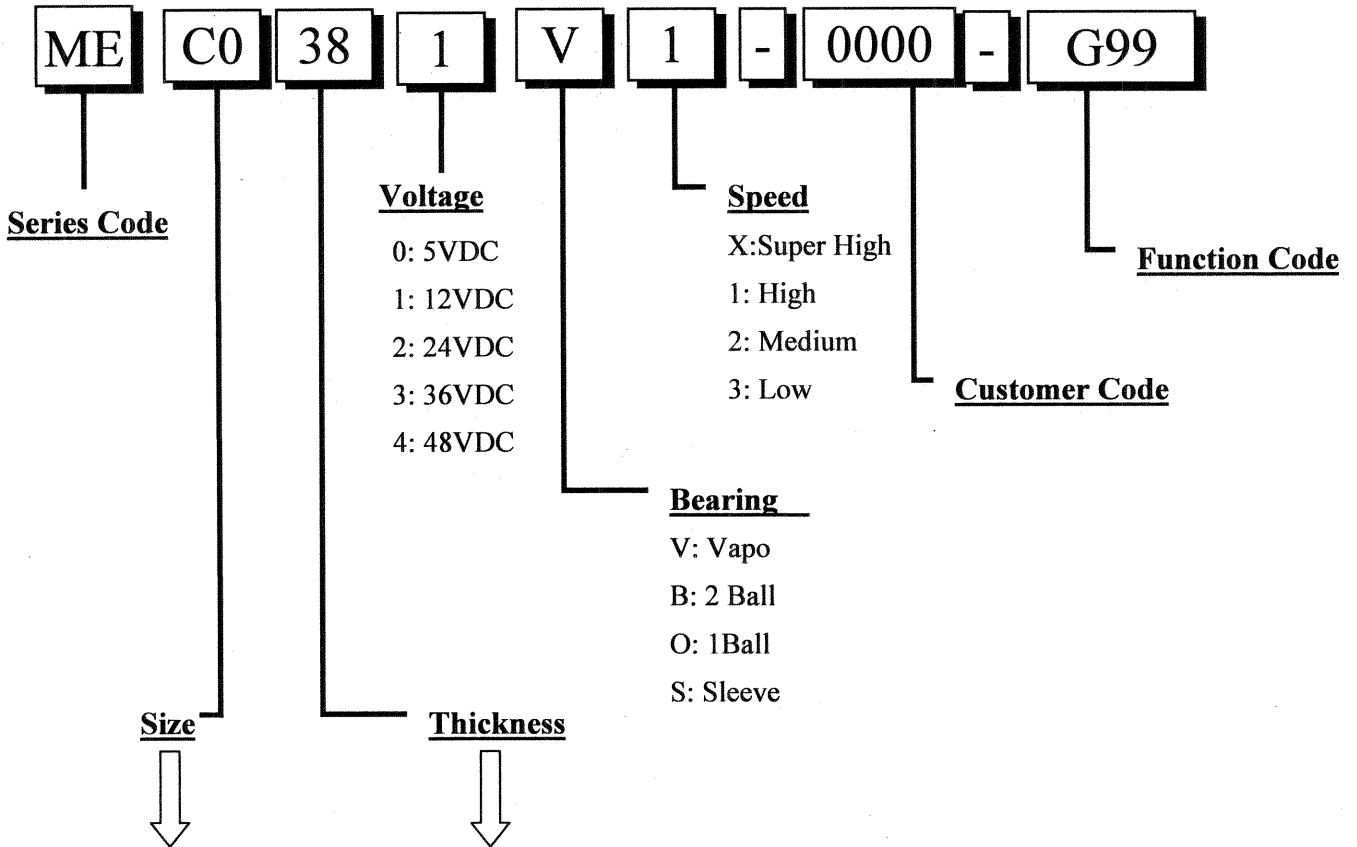 ME C0 38 1 V 1 - 0000 - G99
Series Code
Voltage
0: 5VDC
1: 12VDC
2: 24VDC
3: 36VDC
4: 48VDC
Speed
X:Super High
1: High
2: Medium
3: Low
Function Code
Customer Code
Bearing
V: Vapo
B: 2 Ball
O: 1Ball
S: Sleeve
Size
Thickness